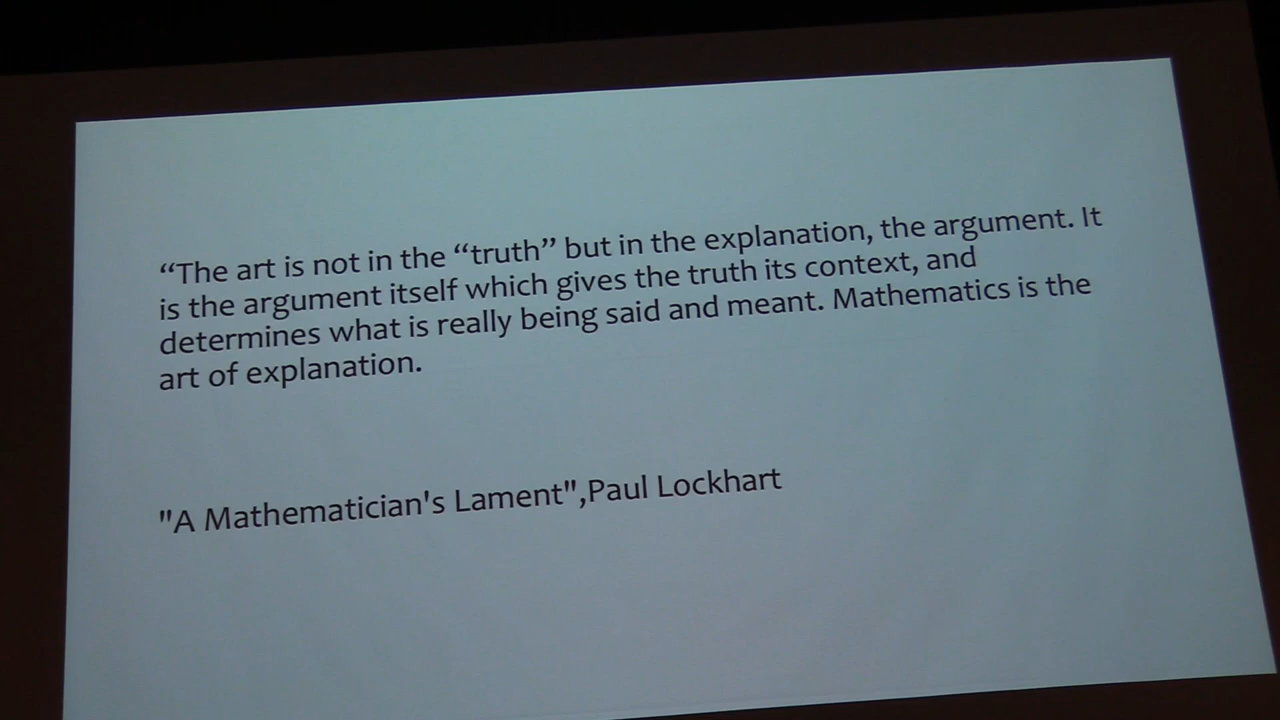 “The art is not in the “truth” but in the explanation, the argument. It
is the argument itself which gives the truth its context, and
determines what is really being said and meant. Mathematics is the
art of explanation.
"A Mathematician's Lament",Paul Lockhart